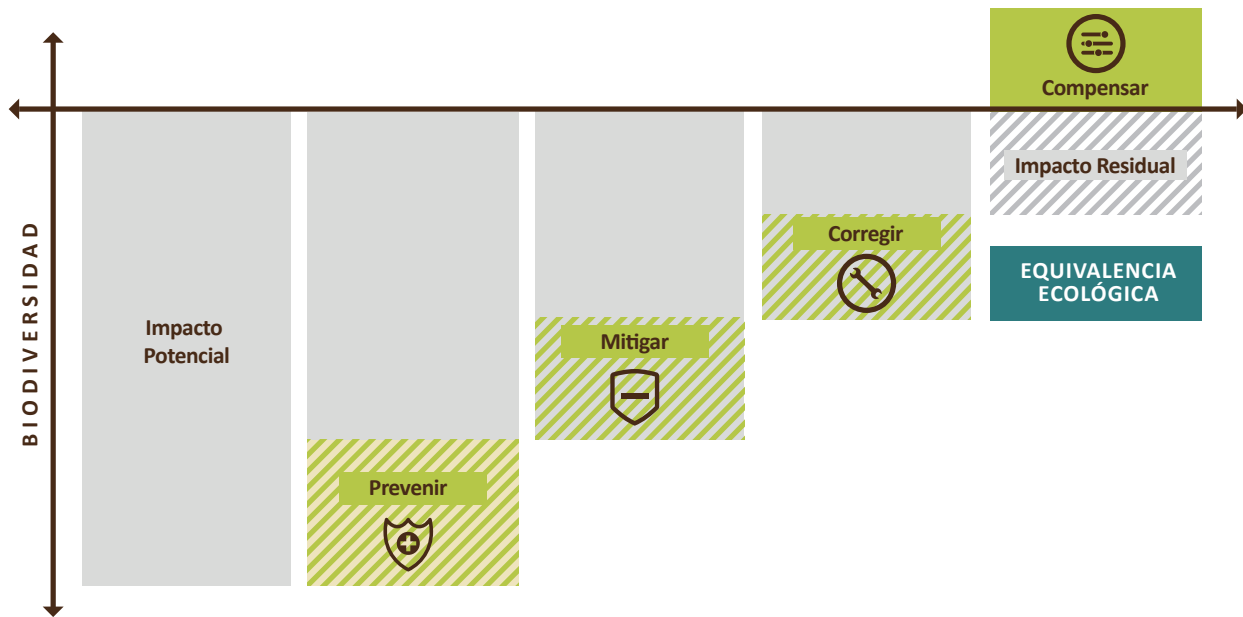 BIODIVERSIDAD
Impacto
Potencial
Prevenir
Mitigar
Corregir
Compensar
Impacto Residual
EQUIVALENCIA
ECOLÓGICA